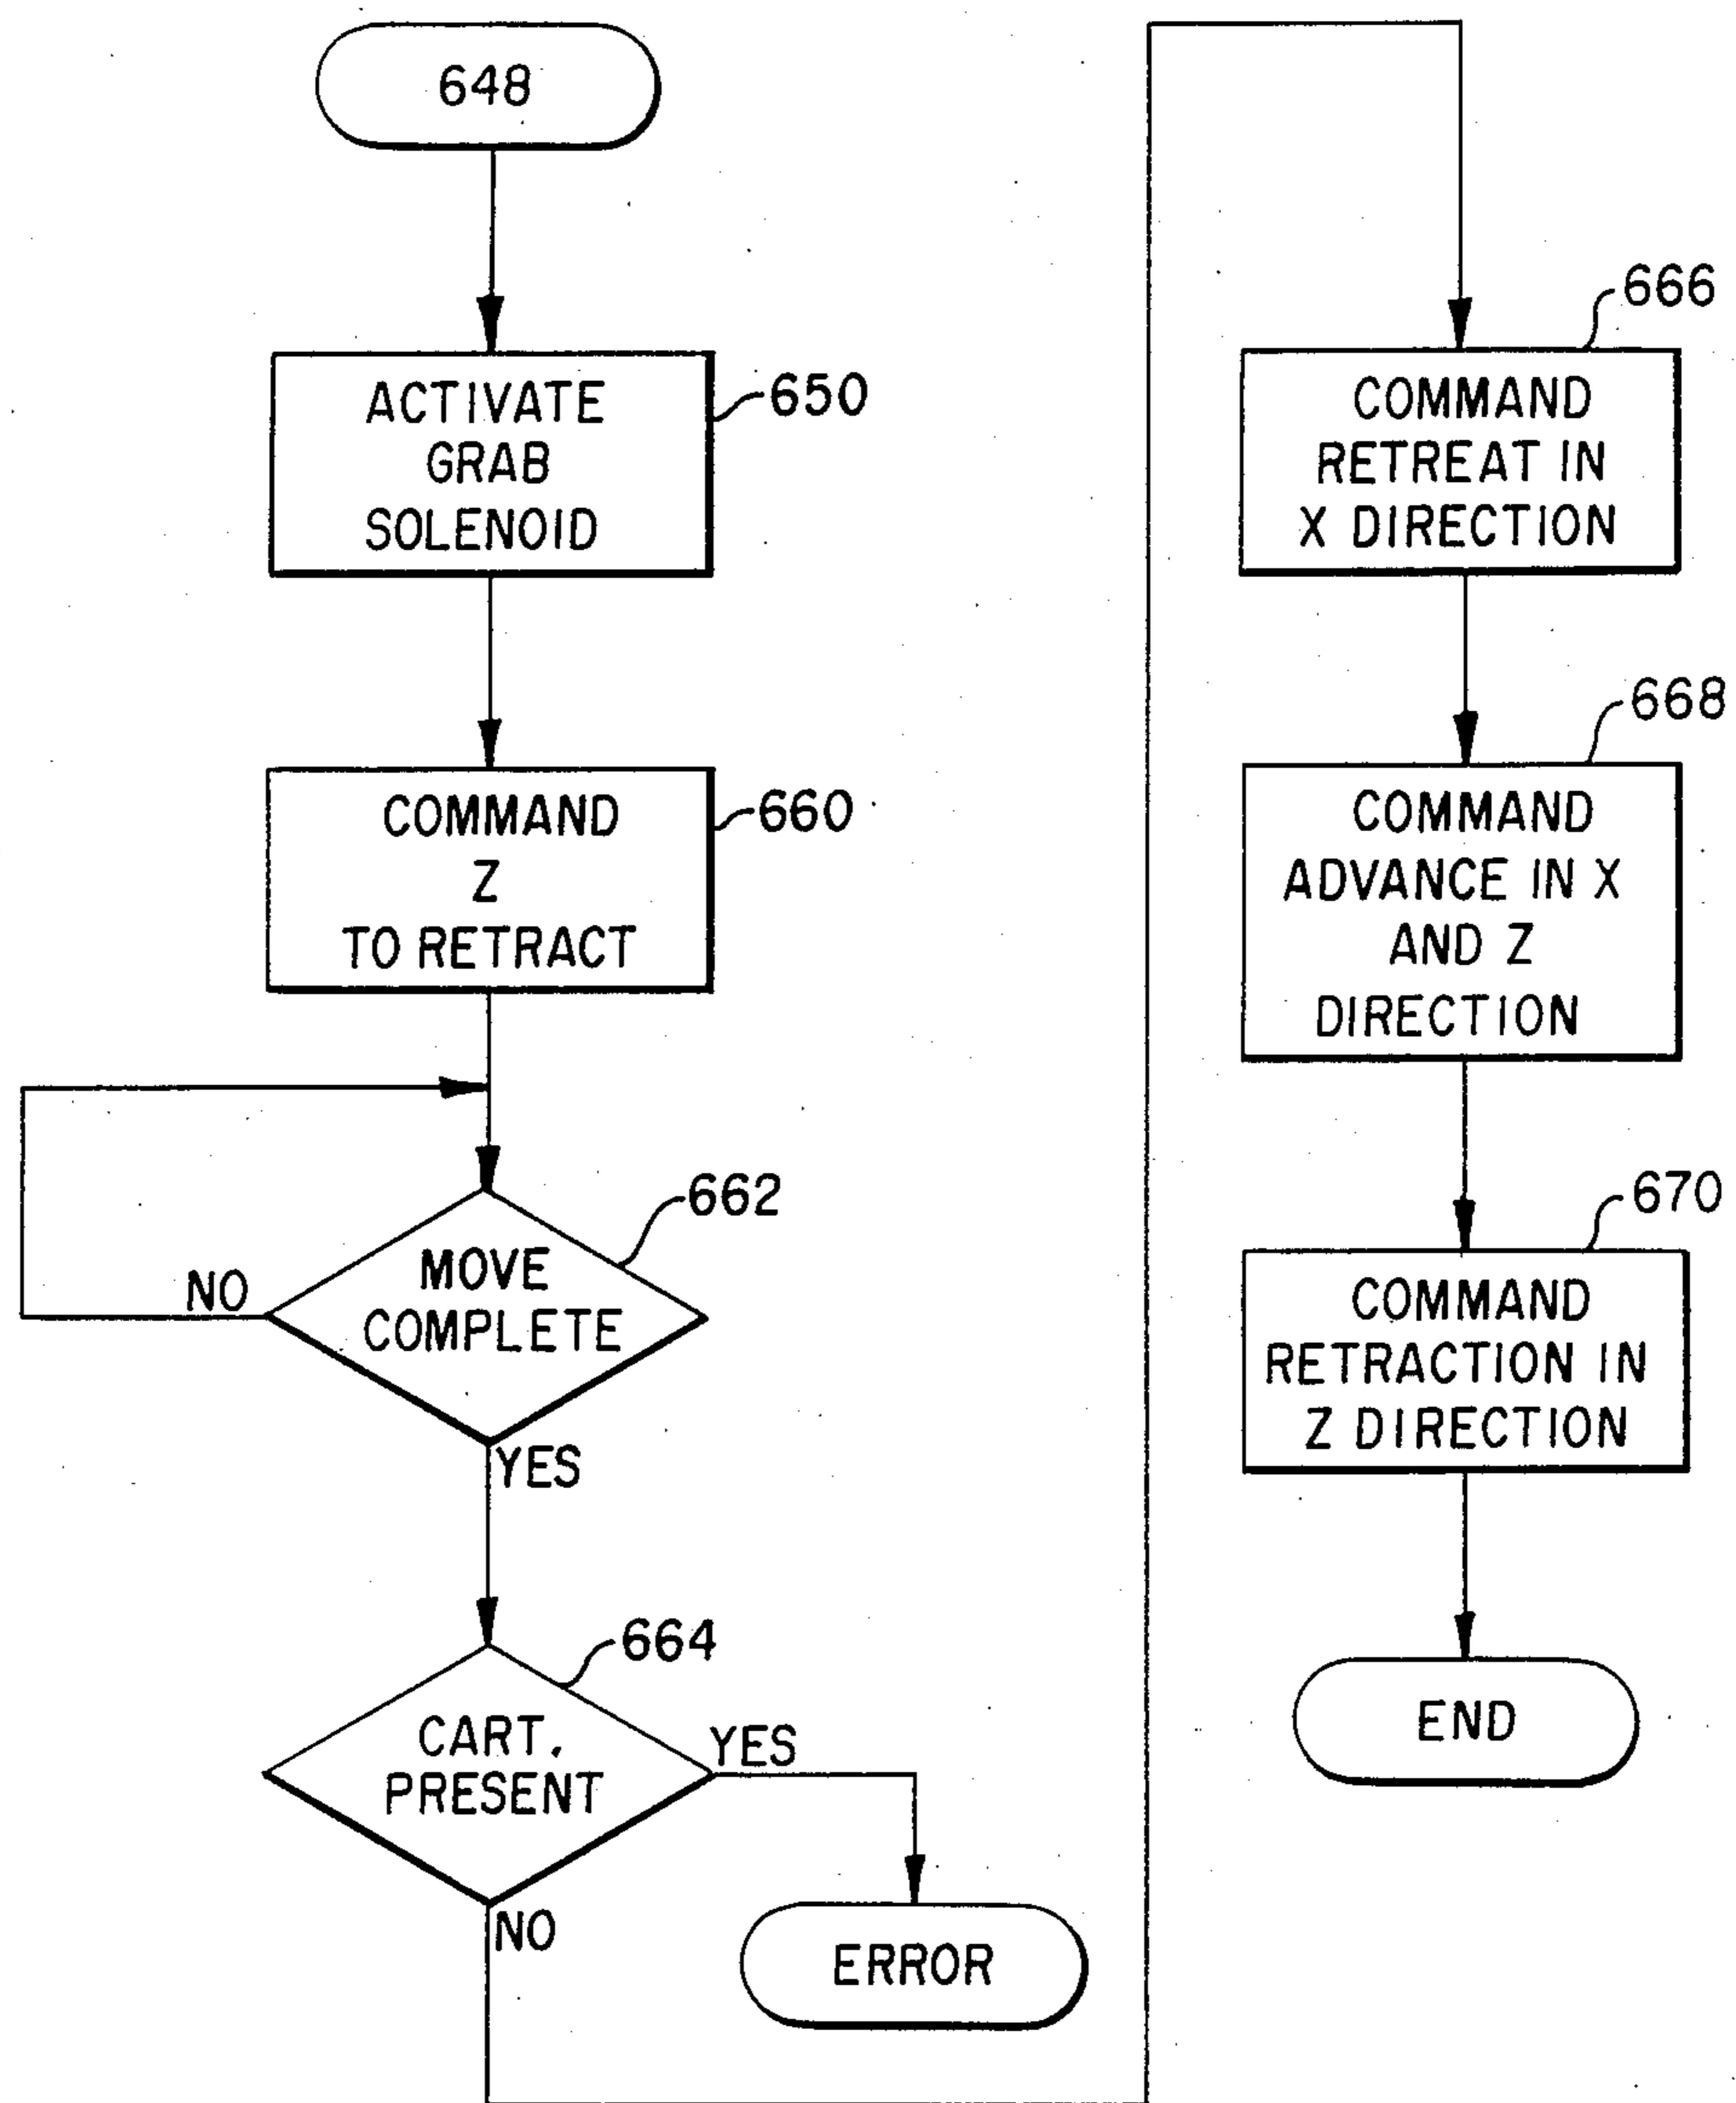 648
ACTIVATE
GRAB
SOLENOID
650
COMMAND
Z
TO RETRACT
660
MOVE
COMPLETE
662
NO
YES
CART.
PRESENT
664
YES
NO
ERROR
COMMAND
RETREAT IN
X DIRECTION
666
COMMAND
ADVANCE IN X
AND Z
DIRECTION
668
COMMAND
RETRACTION IN
Z DIRECTION
670
END